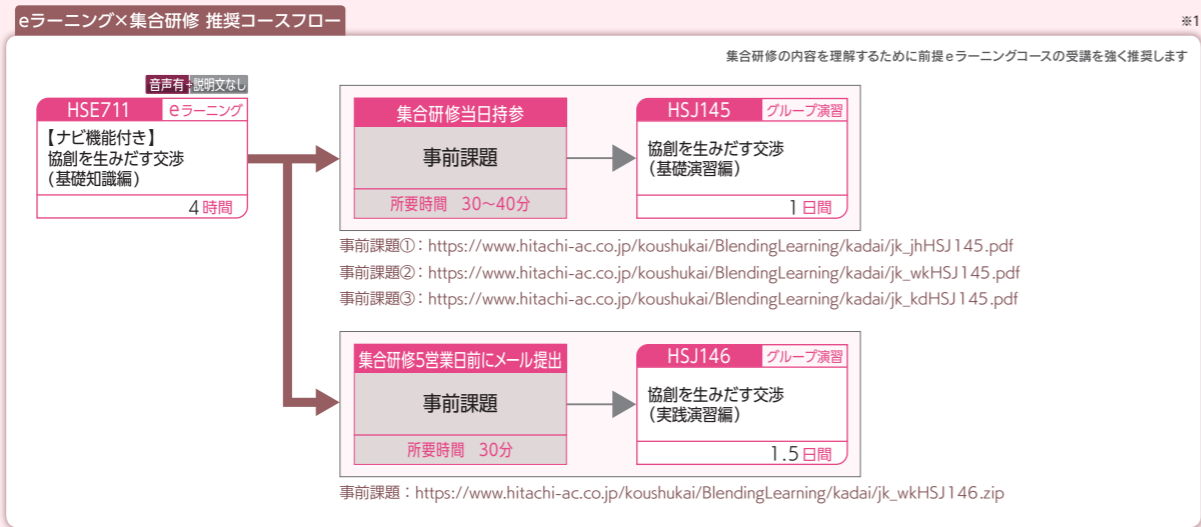 eラーニング×集合研修 推奨コースフロー
※1
集合研修の内容を理解するために前提eラーニングコースの受講を強く推奨します
音声有+説明文なし
HSE711 eラーニング
【ナビ機能付き】
協創を生みだす交渉
(基礎知識編)
4時間
集合研修当日持参
事前課題
所要時間 30~40分
HSJ145 グループ演習
協創を生みだす交渉
(基礎演習編)
1日間
事前課題①:https://www.hitachi-ac.co.jp/koushukai/BlendingLearning/kadai/jk_jhHSJ145.pdf
事前課題②:https://www.hitachi-ac.co.jp/koushukai/BlendingLearning/kadai/jk_wkHSJ145.pdf
事前課題③:https://www.hitachi-ac.co.jp/koushukai/BlendingLearning/kadai/jk_kdHSJ145.pdf
集合研修5営業日前にメール提出
事前課題
所要時間 30分
HSJ146 グループ演習
協創を生みだす交渉
(実践演習編)
1.5日間
事前課題:https://www.hitachi-ac.co.jp/koushukai/BlendingLearning/kadai/jk_wkHSJ146.zip